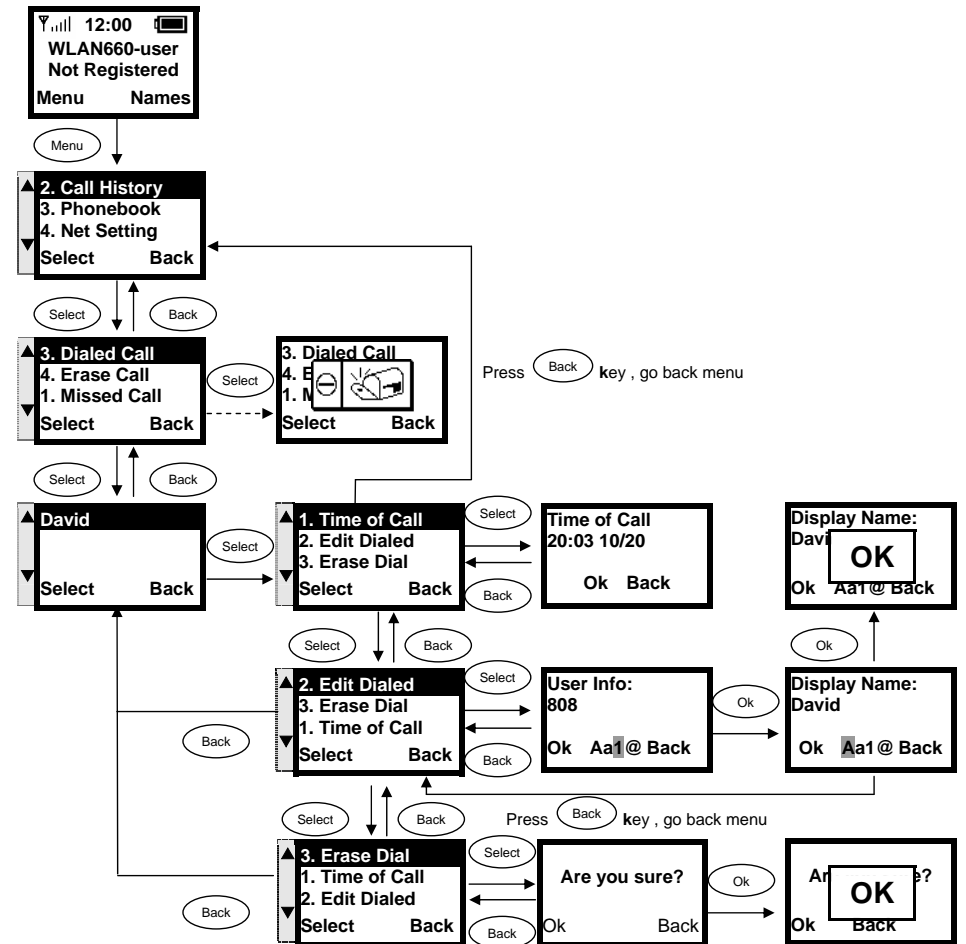 12:00
WLAN660-user
Not Registered
Menu Names
Menu
2. Call History
3. Phonebook
4. Net Setting
Select Back
Select Back
3. Dialed Call
4. Erase Call
1. Missed Call
Select Back
Select
3. Dialed Call
4. E
1. M
Select Back
Press Back key , go back menu
Select Back
David
Select Back
Select
1. Time of Call
2. Edit Dialed
3. Erase Dial
Select Back
Select
Back
Time of Call
20:03 10/20
Ok Back
Display Name:
Davi
OK
Ok Aa1@ Back
Select Back
Ok
2. Edit Dialed
3. Erase Dial
1. Time of Call
Select Back
Back
Select
Back
User Info:
808
Ok Aa1@ Back
Ok
Display Name:
David
Ok Aa1@ Back
Select Back
Press Back key , go back menu
3. Erase Dial
1. Time of Call
2. Edit Dialed
Select Back
Back
Select
Back
Are you sure?
Ok Back
Ok
Ar e?
OK
Ok Back